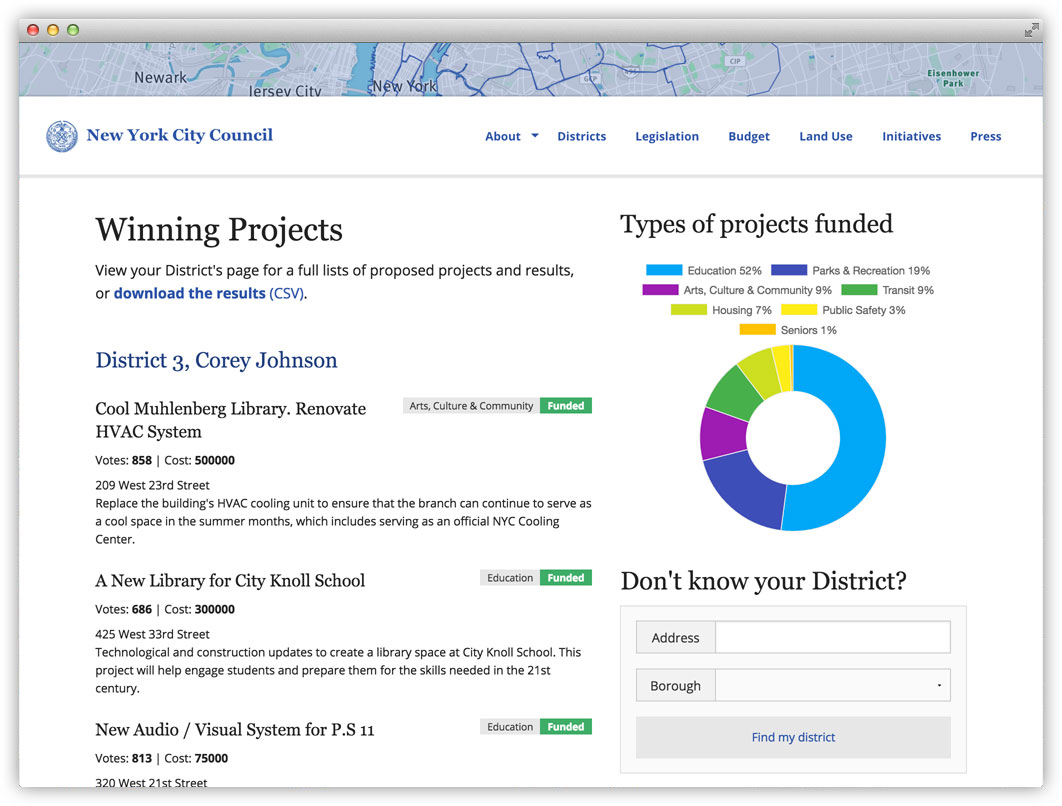 Newark
Jersey City
New York
CIP
Eisenhower
Park
New York City Council
About
Districts
Legislation
Budget
Land Use
Initiatives
Press
Winning Projects
View your District's page for a full lists of proposed projects and results,
or download the results (CSV).
District 3, Corey Johnson
Cool Muhlenberg Library. Renovate
HVAC System
Arts, Culture & Community Funded
Votes: 858 | Cost: 500000
209 West 23rd Street
Replace the building's HVAC cooling unit to ensure that the branch can continue to serve as
a cool space in the summer months, which includes serving as an official NYC Cooling
Center.
A New Library for City Knoll School
Education Funded
Votes: 686 | Cost: 300000
425 West 33rd Street
Technological and construction updates to create a library space at City Knoll School. This
project will help engage students and prepare them for the skills needed in the 21st
century.
New Audio / Visual System for P.S 11
Education Funded
Votes: 813 | Cost: 75000
320 West 21st Street
Types of projects funded
Education 52% Parks & Recreation 19%
Arts, Culture & Community 9% Transit 9%
Housing 7% Public Safety 3%
Seniors 1%
Don't know your District?
Address
Borough
Find my district